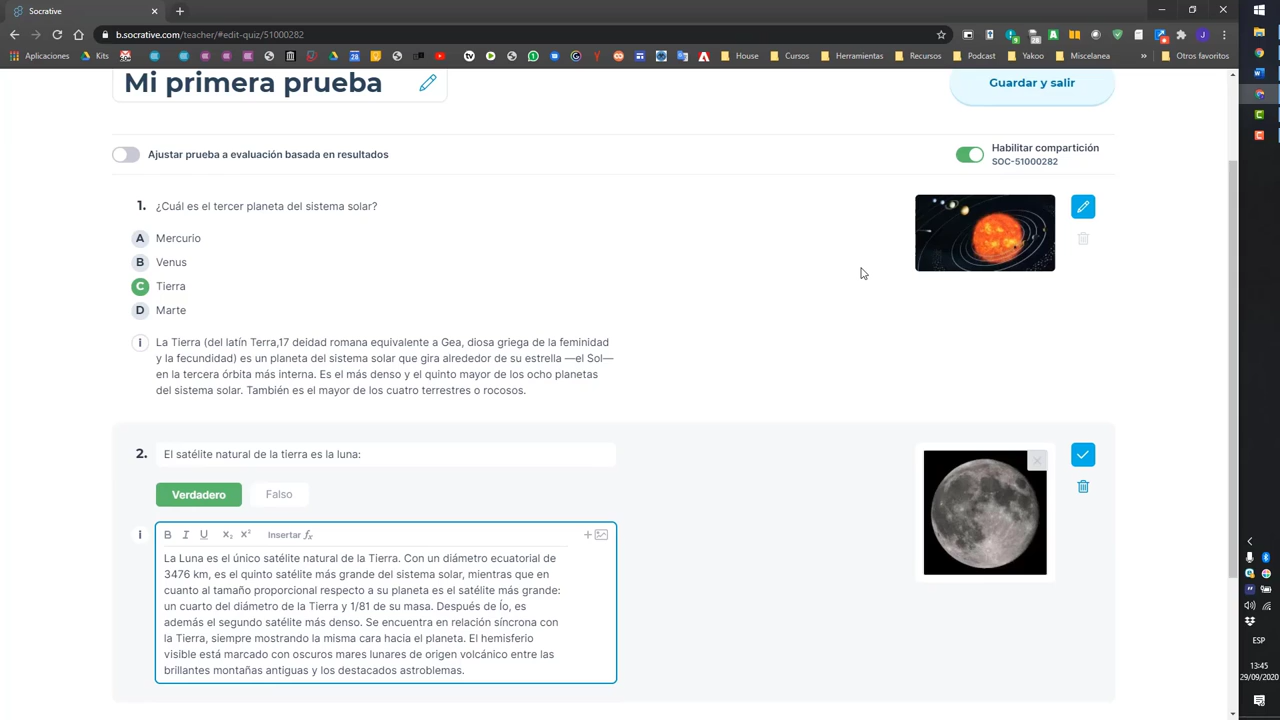 Socrative
b.socrative.com/teacher/#edit-quiz/51000282
Aplicaciones
28
House
Cursos
Herramientas
Recursos
Podcast
Yakoo
Miscelanea
»
Otros favoritos
Mi primera prueba
Guardar y salir
Ajustar prueba a evaluación basada en resultados
Habilitar compartición
SOC-51000282
1. ¿Cuál es el tercer planeta del sistema solar?
A Mercurio
B Venus
C Tierra
D Marte
i La Tierra (del latín Terra,17 deidad romana equivalente a Gea, diosa griega de la feminidad
y la fecundidad) es un planeta del sistema solar que gira alrededor de su estrella —el Sol—
en la tercera órbita más interna. Es el más denso y el quinto mayor de los ocho planetas
del sistema solar. También es el mayor de los cuatro terrestres o rocosos.
2. El satélite natural de la tierra es la luna:
Verdadero Falso
i B I U X₂ X² Insertar fx
La Luna es el único satélite natural de la Tierra. Con un diámetro ecuatorial de
3476 km, es el quinto satélite más grande del sistema solar, mientras que en
cuanto al tamaño proporcional respecto a su planeta es el satélite más grande:
un cuarto del diámetro de la Tierra y 1/81 de su masa. Después de Ío, es
además el segundo satélite más denso. Se encuentra en relación síncrona con
la Tierra, siempre mostrando la misma cara hacia el planeta. El hemisferio
visible está marcado con oscuros mares lunares de origen volcánico entre las
brillantes montañas antiguas y los destacados astroblemas.
ESP
13:45
29/09/2020